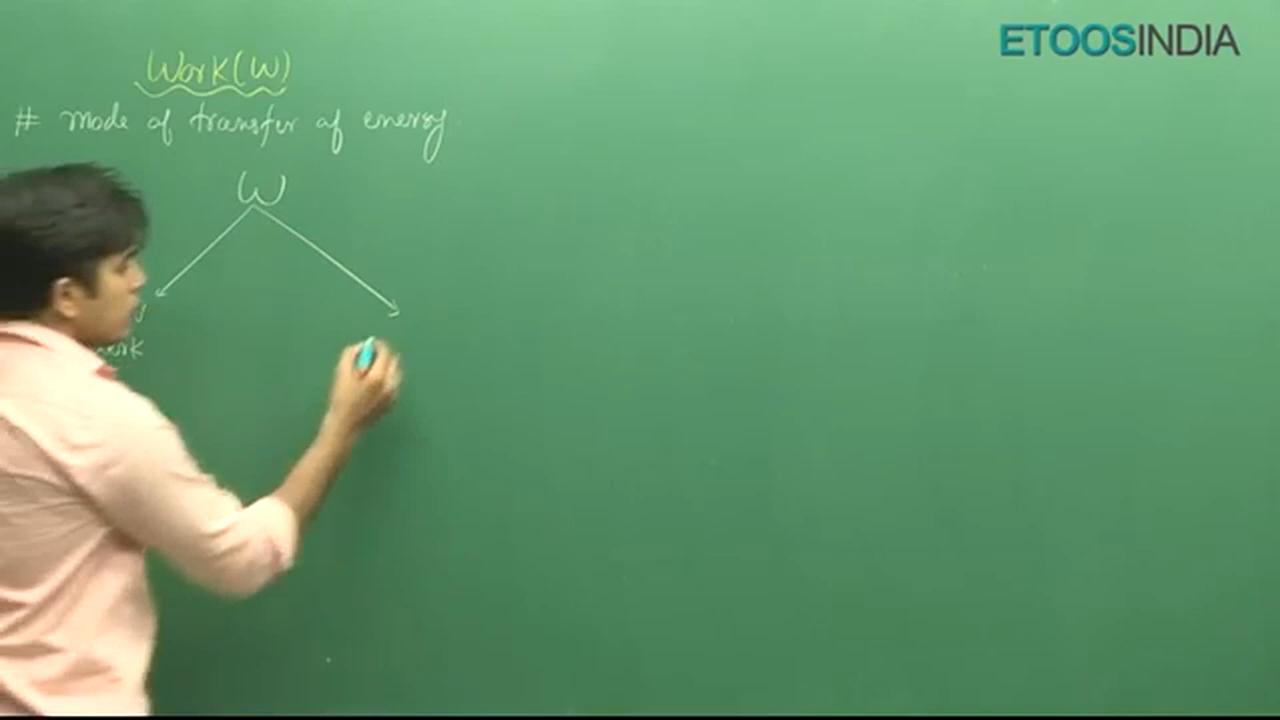 ETOOSINDIA
Work(W)
# mode of transfer of energy
W
work